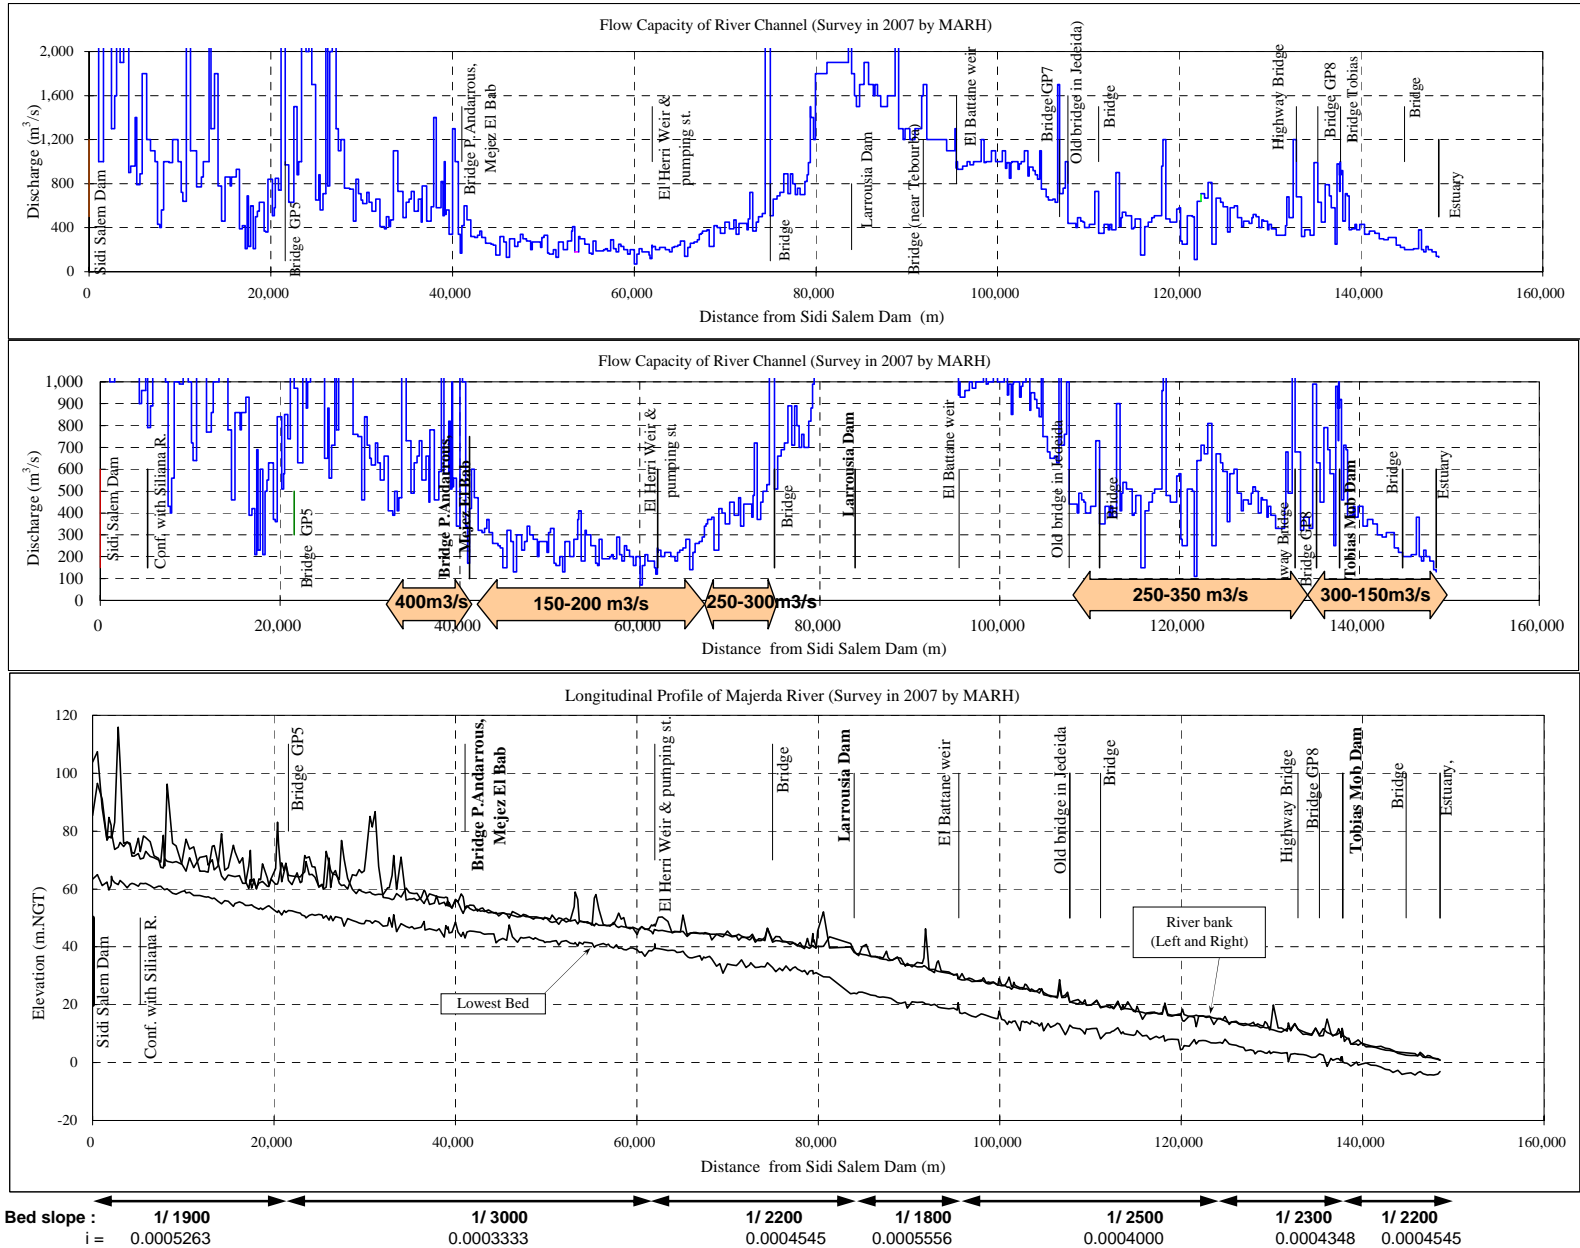 Flow Capacity of River Channel (Survey in 2007 by MARH)
Discharge (m³/s)
2,000
1,600
1,200
800
400
0
Sidi Salem Dam
Bridge GP5
Bridge P. Andarrous,
Mejez El Bab
El Herri Weir &
pumping st.
Bridge
Larrousia Dam
Bridge (near Tebourba)
El Battane weir
Bridge GP7
Old bridge in Jedeida)
Bridge
Highway Bridge
Bridge GP8
Bridge Tobias
Bridge
Estuary
0 20,000 40,000 60,000 80,000 100,000 120,000 140,000 160,000
Distance from Sidi Salem Dam (m)
Flow Capacity of River Channel (Survey in 2007 by MARH)
Discharge (m³/s)
1,000
900
800
700
600
500
400
300
200
100
0
Sidi Salem Dam
Conf. with Siliana R.
Bridge GP5
Bridge P.Andarrous,
Mejez El Bab
El Herri Weir &
pumping st.
Bridge
Larrousia Dam
El Battane weir
Old bridge in Jedeida
Bridge
way Bridge
Bridge GP8
Tobias Mob Dam
Bridge
Estuary
400m3/s
150-200 m3/s
250-300m3/s
250-350 m3/s
300-150m3/s
0 20,000 40,000 60,000 80,000 100,000 120,000 140,000 160,000
Distance from Sidi Salem Dam (m)
Longitudinal Profile of Majerda River (Survey in 2007 by MARH)
Elevation (m.NGT)
120
100
80
60
40
20
0
-20
Sidi Salem Dam
Conf. with Siliana R.
Bridge GP5
Bridge P.Andarrous,
Mejez El Bab
El Herri Weir & pumping st.
Bridge
Larrousia Dam
El Battane weir
Old bridge in Jedeida
Bridge
Highway Bridge
Bridge GP8
Tobias Mob Dam
Bridge
Estuary,
River bank
(Left and Right)
Lowest Bed
0 20,000 40,000 60,000 80,000 100,000 120,000 140,000 160,000
Distance from Sidi Salem Dam (m)
Bed slope : 1/ 1900 1/ 3000 1/ 2200 1/ 1800 1/ 2500 1/ 2300 1/ 2200
i = 0.0005263 0.0003333 0.0004545 0.0005556 0.0004000 0.0004348 0.0004545